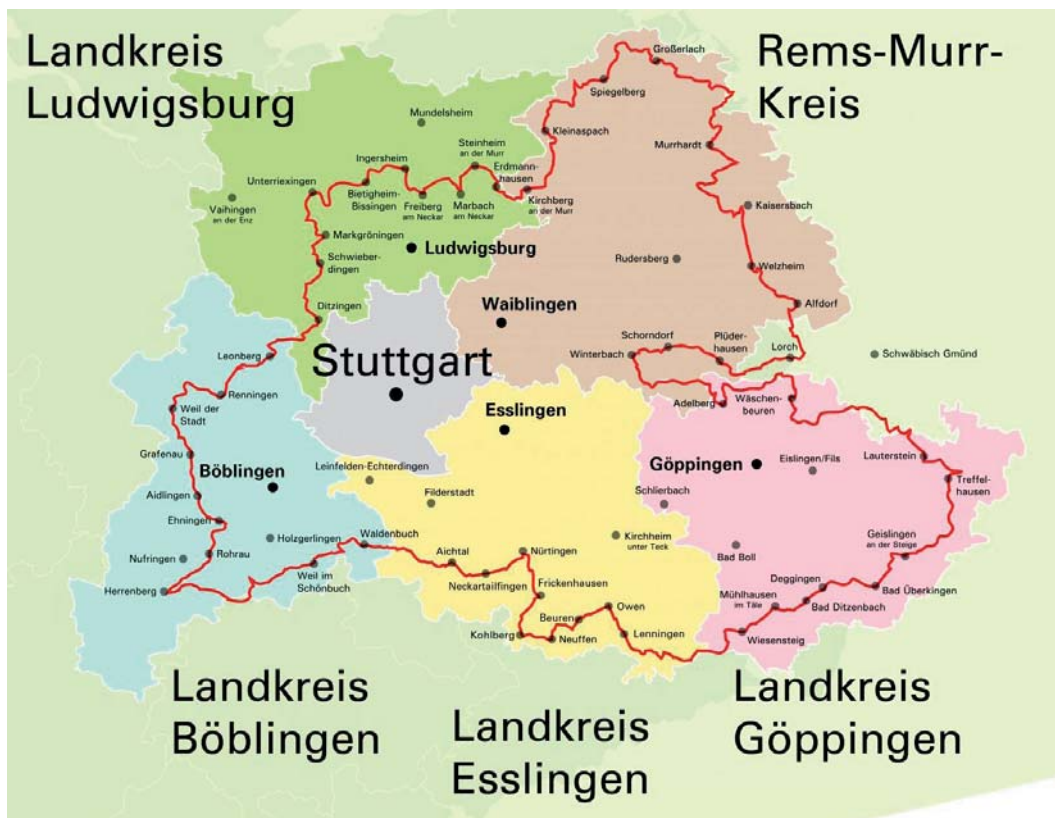 Landkreis
Ludwigsburg
Rems-Murr-
Kreis
Großerlach
Spiegelberg
Mundelsheim
Kleinaspach
Steinheim
an der Murr
Murrhardt
Ingersheim
Erdmann-
hausen
Unterriexingen
Bietigheim-
Bissingen
Freiberg
am Neckar
Marbach
am Neckar
Kirchberg
an der Murr
Vaihingen
an der Enz
Kaisersbach
Markgröningen
Ludwigsburg
Schwieber-
dingen
Rudersberg
Welzheim
Waiblingen
Alfdorf
Ditzingen
Schorndorf
Plüder-
hausen
Lorch
Winterbach
Schwäbisch Gmünd
Leonberg
Stuttgart
Renningen
Adelberg
Wäschen-
beuren
Weil der
Stadt
Esslingen
Grafenau
Böblingen
Leinfelden-Echterdingen
Göppingen
Eislingen/Fils
Lauterstein
Treffel-
hausen
Aidlingen
Filderstadt
Schlierbach
Ehningen
Holzgerlingen
Waldenbuch
Kirchheim
unter Teck
Geislingen
an der Steige
Nufringen
Rohrau
Aichtal
Nürtingen
Bad Boll
Weil im
Schönbuch
Neckartailfingen
Frickenhausen
Deggingen
Bad Überkingen
Herrenberg
Mühlhausen
im Täle
Bad Ditzenbach
Owen
Beuren
Kohlberg
Neuffen
Lenningen
Wiesensteig
Landkreis
Böblingen
Landkreis
Esslingen
Landkreis
Göppingen